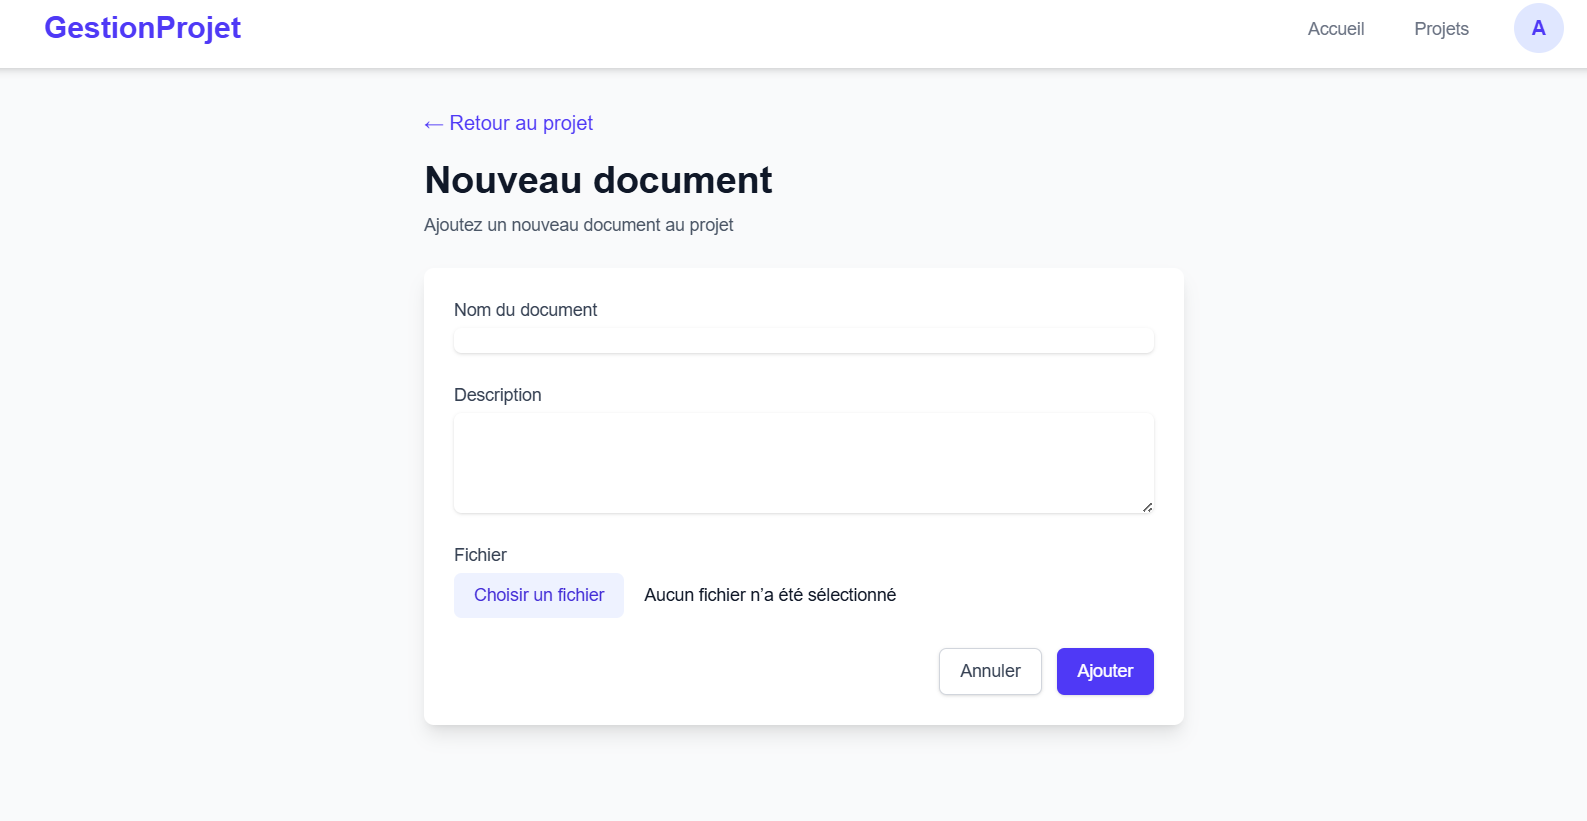 GestionProjet
Accueil
Projets
A
← Retour au projet
Nouveau document
Ajoutez un nouveau document au projet
Nom du document
Description
Fichier
Choisir un fichier
Aucun fichier n’a été sélectionné
Annuler
Ajouter